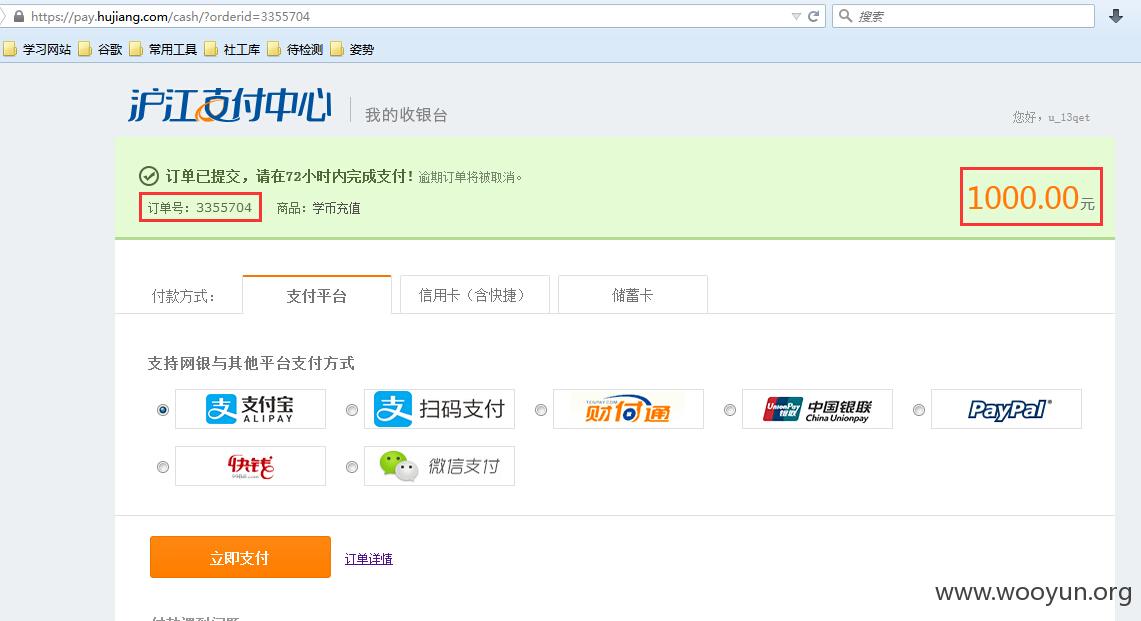 https://pay.hujiang.com/cash/?orderid=3355704
搜索
学习网站 谷歌 常用工具 社工库 待检测 姿势
沪江支付中心 我的收银台
您好，u_13qet
订单已提交，请在72小时内完成支付！逾期订单将被取消。
订单号：3355704 商品：学币充值
1000.00元
付款方式： 支付平台 信用卡（含快捷） 储蓄卡
支持网银与其他平台支付方式
支付宝 ALIPAY
支 扫码支付
TENPAY.COM 财付通
UnionPay 银联 中国银联 China Unionpay
PayPal
快钱 99Bill.com
微信支付
立即支付 订单详情
www.wooyun.org